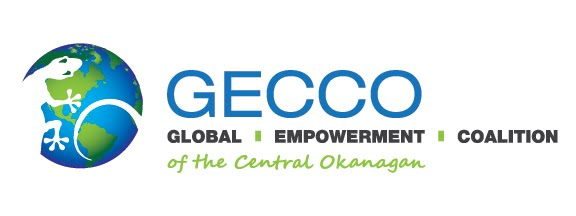 GECCO
GLOBAL EMPOWERMENT COALITION
of the Central Okanagan